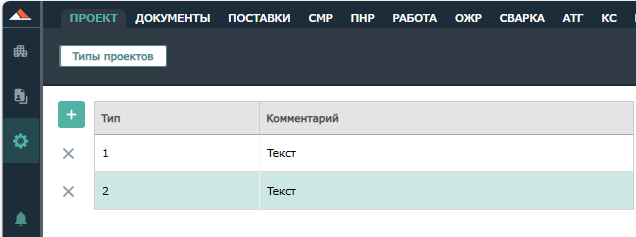 ПРОЕКТ ДОКУМЕНТЫ ПОСТАВКИ СМР ПНР РАБОТА ОЖР СВАРКА АТГ КС
Типы проектов
+
Тип Комментарий
1 Текст
2 Текст